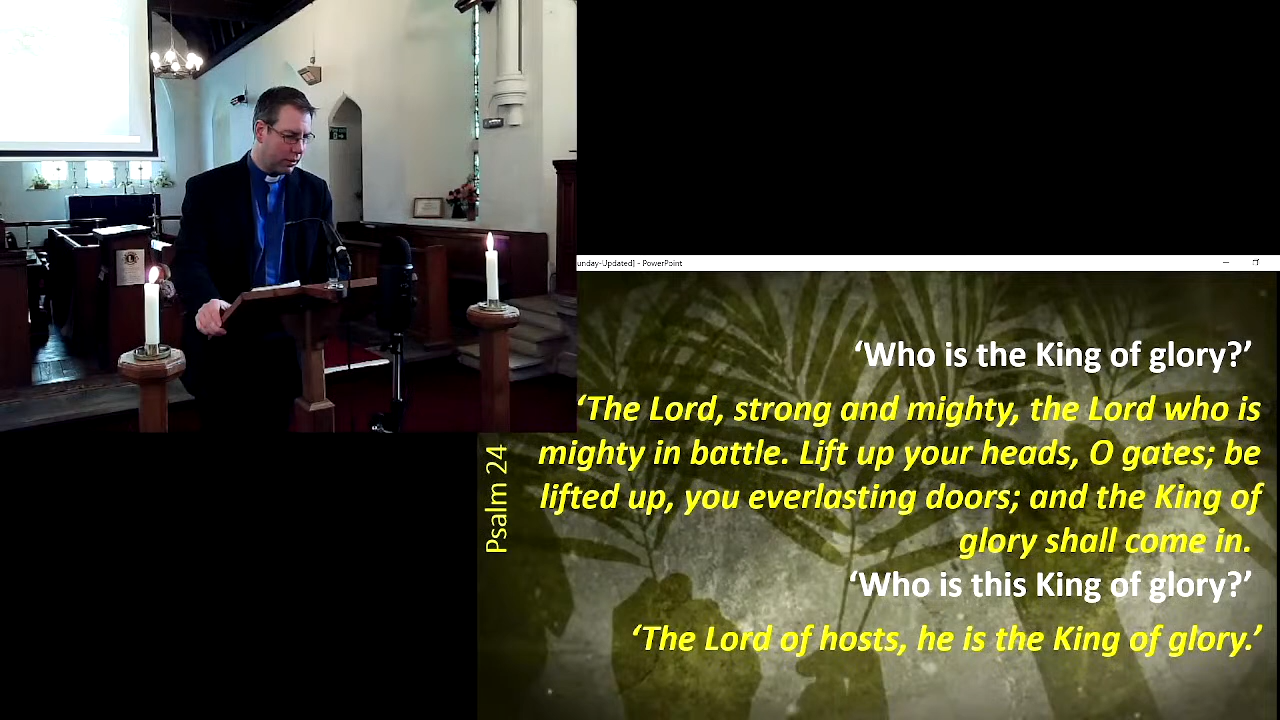 unday-Updated] - PowerPoint
‘Who is the King of glory?’
‘The Lord, strong and mighty, the Lord who is
mighty in battle. Lift up your heads, O gates; be
lifted up, you everlasting doors; and the King of
glory shall come in.
‘Who is this King of glory?’
‘The Lord of hosts, he is the King of glory.’
Psalm 24